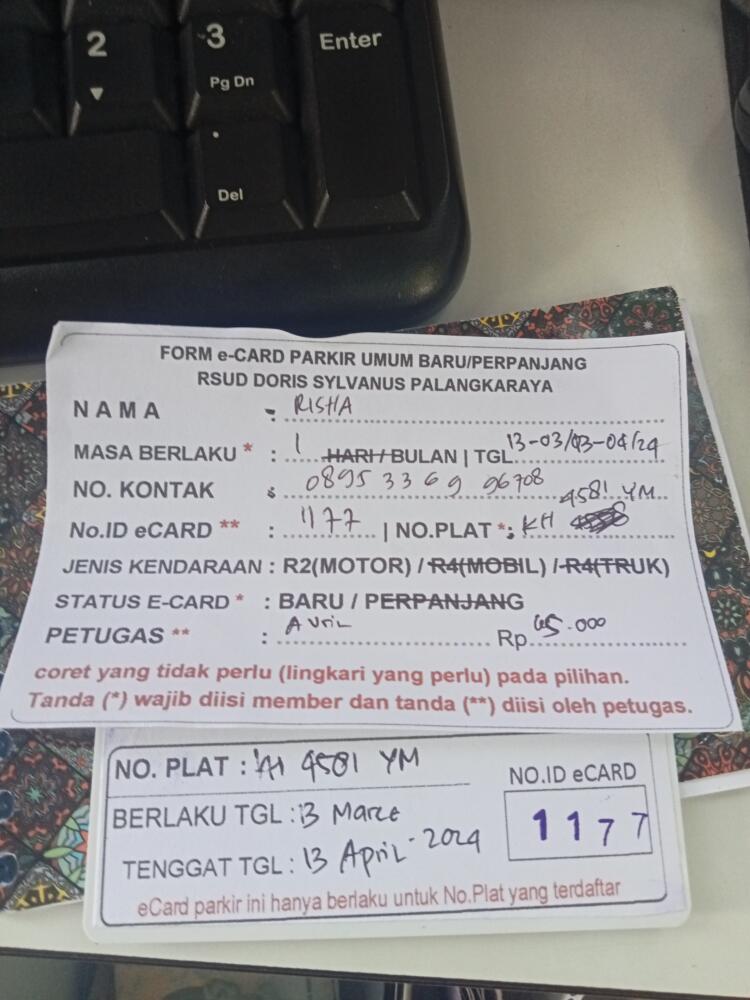 2
3
Enter
Pg Dn
.
Del
FORM e-CARD PARKIR UMUM BARU/PERPANJANG
RSUD DORIS SYLVANUS PALANGKARAYA
NAMA : RISHA
MASA BERLAKU * : 1 HARI / BULAN | TGL 13-03/13-04/24
NO. KONTAK : 0895 3369 96708
No.ID eCARD ** : 1177 | NO.PLAT *: KH 4581 YM
JENIS KENDARAAN : R2(MOTOR) / R4(MOBIL) / R4(TRUK)
STATUS E-CARD * : BARU / PERPANJANG
PETUGAS ** : AVRIL Rp 45.000
coret yang tidak perlu (lingkari yang perlu) pada pilihan.
Tanda (*) wajib diisi member dan tanda (**) diisi oleh petugas.
NO. PLAT : KH 4581 YM
NO.ID eCARD
BERLAKU TGL : 13 Maret
1177
TENGGAT TGL : 13 April - 2024
eCard parkir ini hanya berlaku untuk No.Plat yang terdaftar